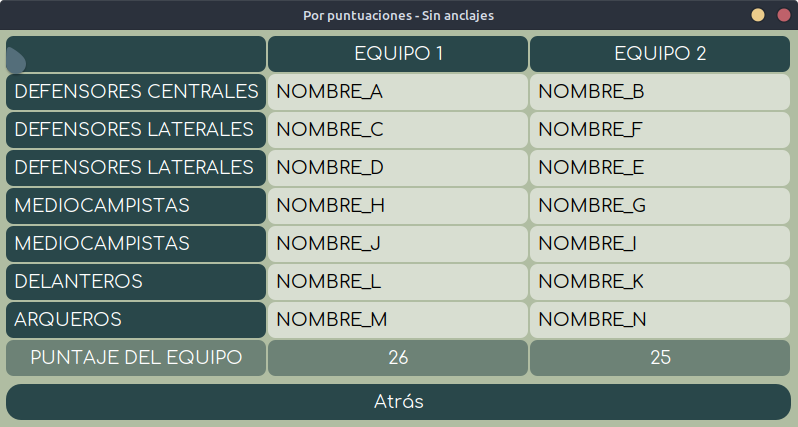 Por puntuaciones - Sin anclajes
EQUIPO 1 EQUIPO 2
DEFENSORES CENTRALES NOMBRE_A NOMBRE_B
DEFENSORES LATERALES NOMBRE_C NOMBRE_F
DEFENSORES LATERALES NOMBRE_D NOMBRE_E
MEDIOCAMPISTAS NOMBRE_H NOMBRE_G
MEDIOCAMPISTAS NOMBRE_J NOMBRE_I
DELANTEROS NOMBRE_L NOMBRE_K
ARQUEROS NOMBRE_M NOMBRE_N
PUNTAJE DEL EQUIPO 26 25
Atrás